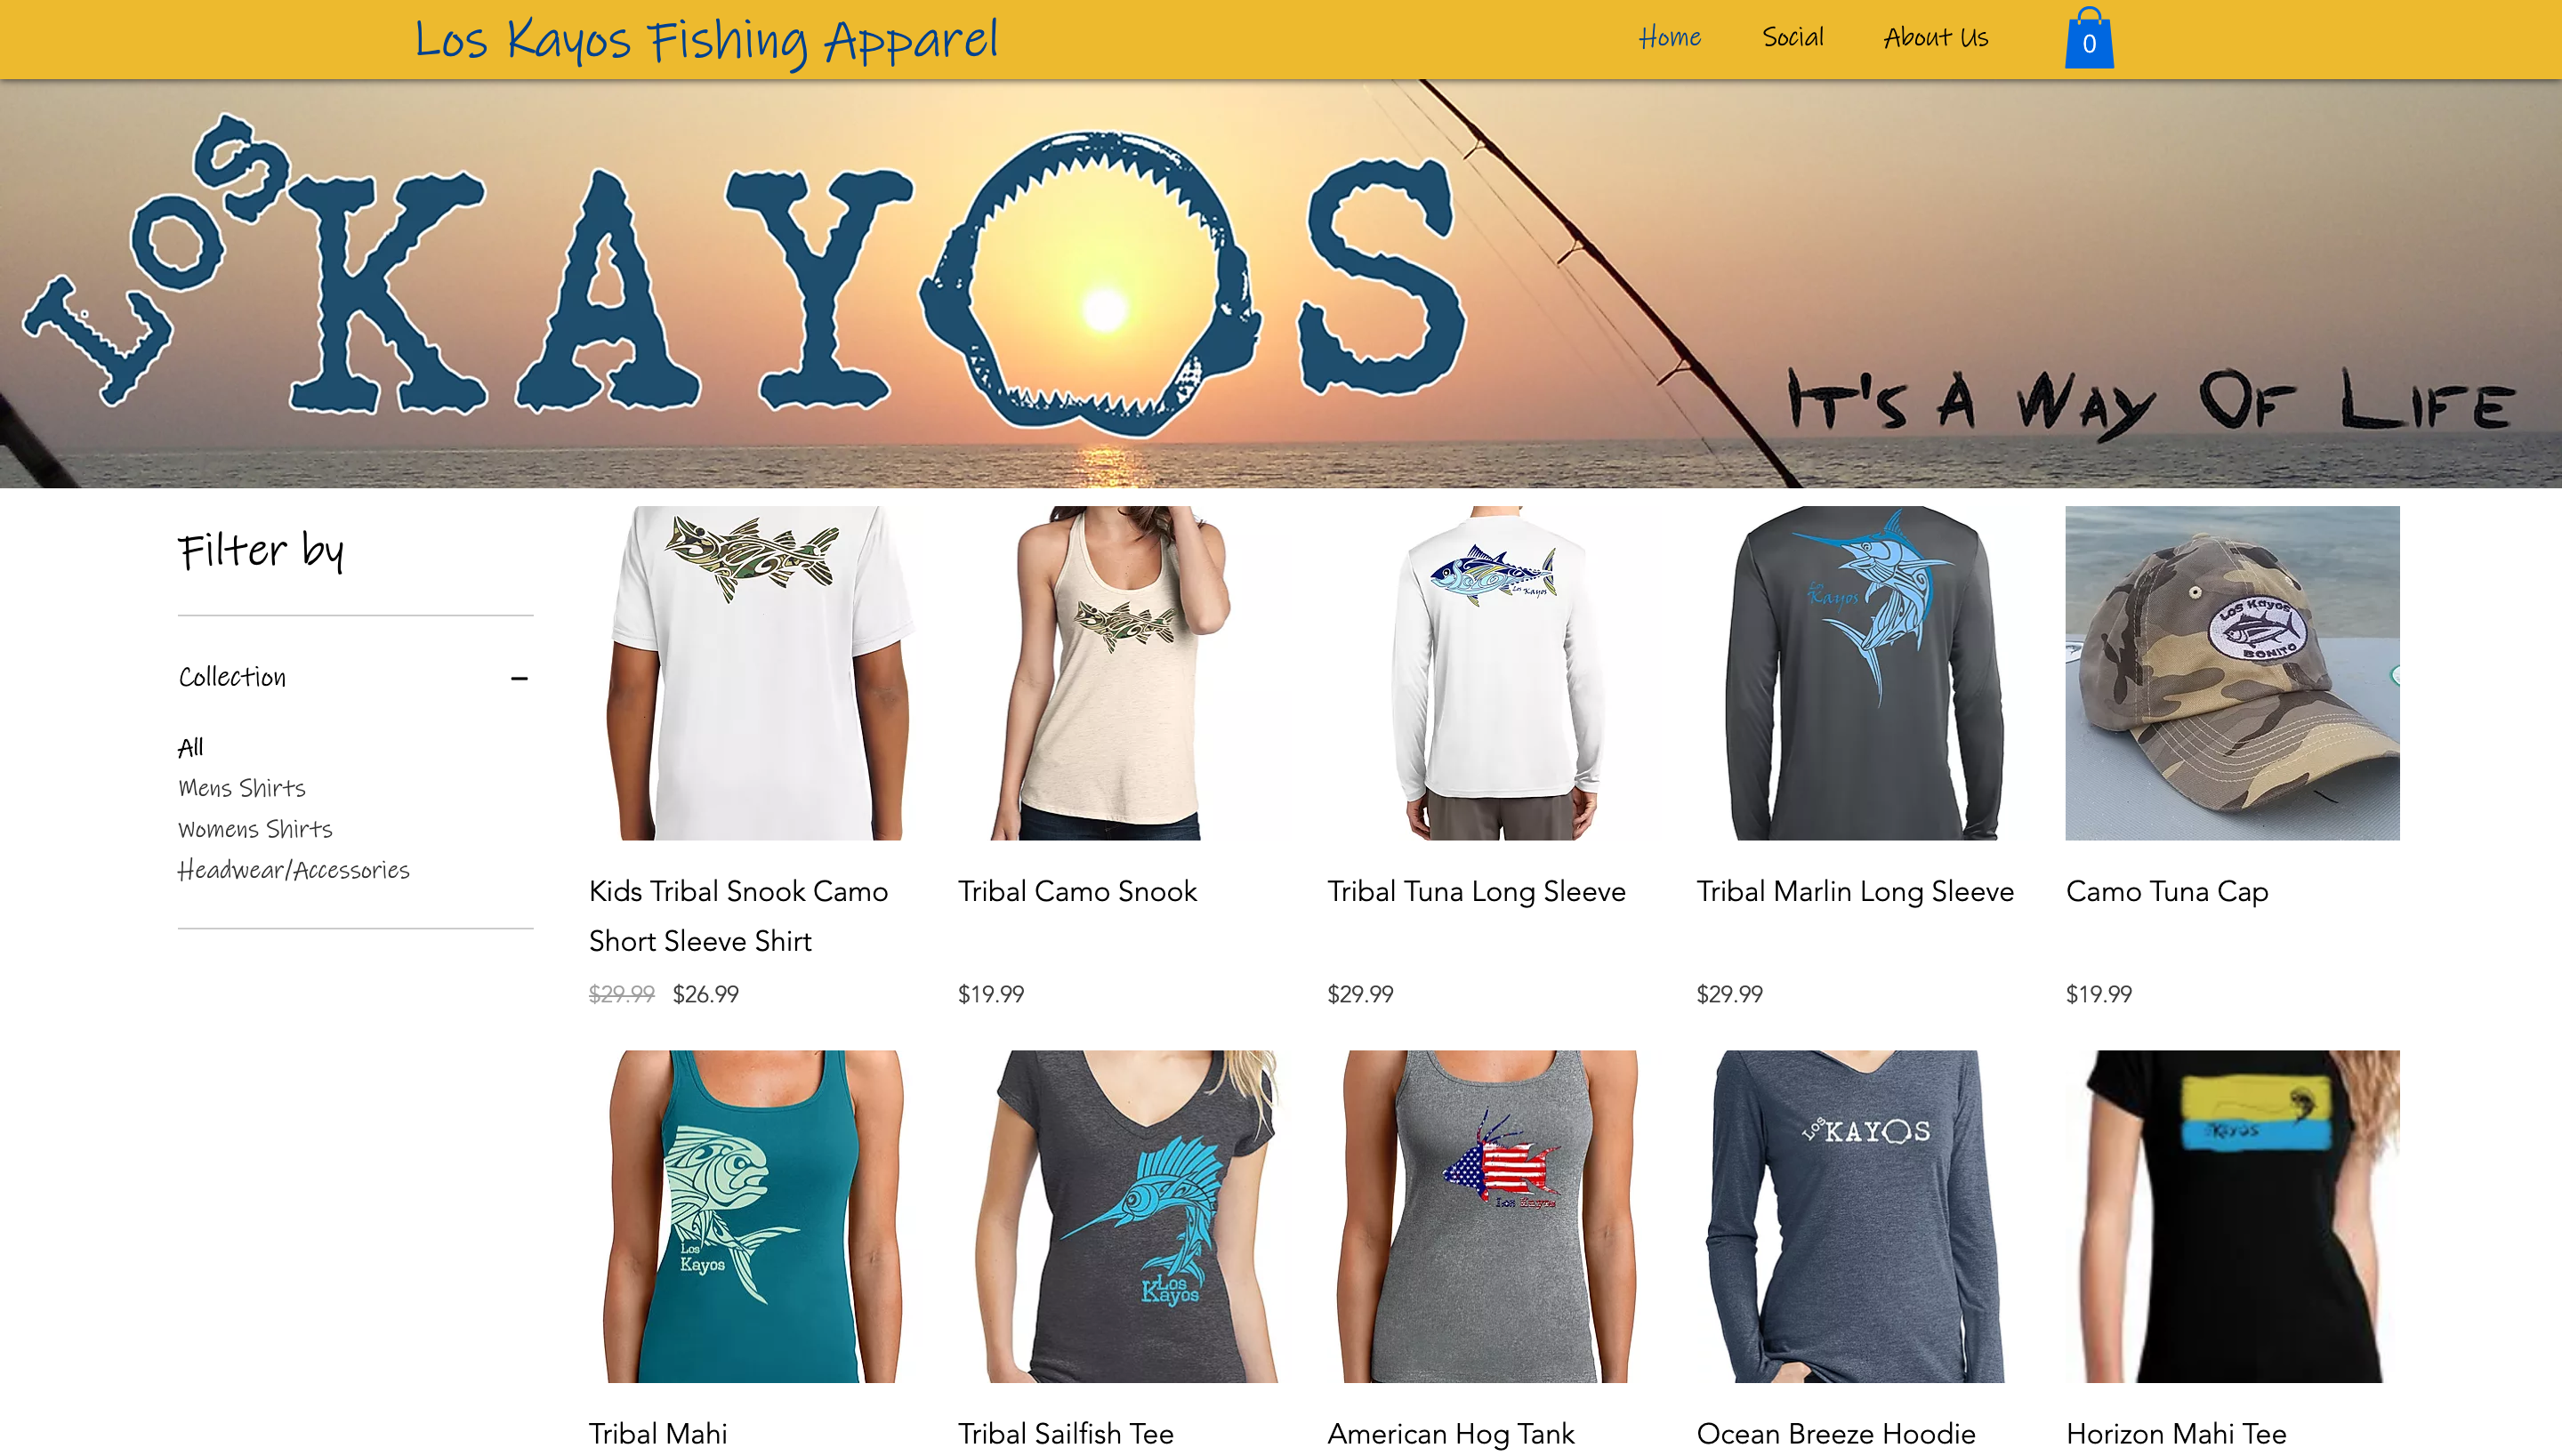 Los Kayos Fishing Apparel
Home Social About Us 0
Los KAYOS
IT'S A WAY OF LIFE
Filter by
Collection
All
Mens Shirts
Womens Shirts
Headwear/Accessories
Los Kayos
Los Kayos
LOS Kayos
BONITO
Kids Tribal Snook Camo
Short Sleeve Shirt
$29.99 $26.99
Tribal Camo Snook
$19.99
Tribal Tuna Long Sleeve
$29.99
Tribal Marlin Long Sleeve
$29.99
Camo Tuna Cap
$19.99
Los
Kayos
Los
Kayos
Los Kayos
Los KAYOS
Kayos
Tribal Mahi
Tribal Sailfish Tee
American Hog Tank
Ocean Breeze Hoodie
Horizon Mahi Tee